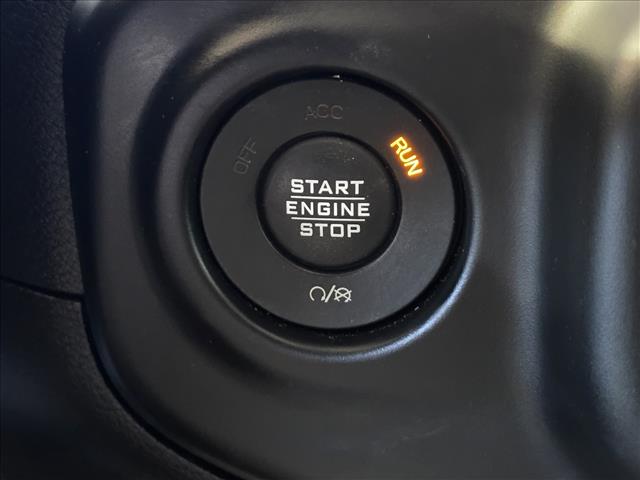 ACC
OFF
RUN
START
ENGINE
STOP